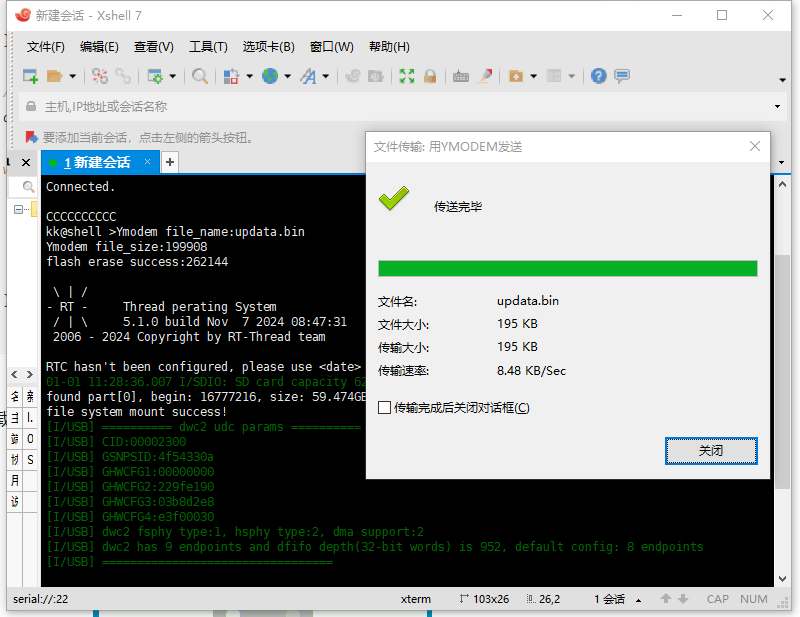 新建会话 - Xshell 7
文件(F) 编辑(E) 查看(V) 工具(T) 选项卡(B) 窗口(W) 帮助(H)
主机,IP地址或会话名称
要添加当前会话，点击左侧的箭头按钮。
1 新建会话 × +
Connected.
CCCCCCCCCC
kk@shell >Ymodem file_name:updata.bin
Ymodem file_size:199908
flash erase success:262144
\ | /
- RT - Thread perating System
/ | \ 5.1.0 build Nov 7 2024 08:47:31
2006 - 2024 Copyright by RT-Thread team
RTC hasn't been configured, please use <date>
01-01 11:28:36.007 I/SDIO: SD card capacity 62
found part[0], begin: 16777216, size: 59.474GB
file system mount success!
[I/USB] ========== dwc2 udc params ==========
[I/USB] CID:00002300
[I/USB] GSNPSID:4f54330a
[I/USB] GHWCFG1:00000000
[I/USB] GHWCFG2:229fe190
[I/USB] GHWCFG3:03b8d2e8
[I/USB] GHWCFG4:e3f00030
[I/USB] dwc2 fsphy type:1, hsphy type:2, dma support:2
[I/USB] dwc2 has 9 endpoints and dfifo depth(32-bit words) is 952, default config: 8 endpoints
[I/USB] =================================
文件传输: 用YMODEM发送
传送完毕
文件名: updata.bin
文件大小: 195 KB
传输大小: 195 KB
传输速率: 8.48 KB/Sec
传输完成后关闭对话框(C)
关闭
serial://:22 xterm 103x26 26,2 1 会话 CAP NUM